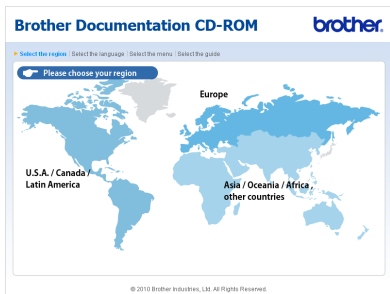 Brother Documentation CD-ROM
brother.
Select the region | Select the language | Select the menu | Select the guide
Please choose your region
Europe
U.S.A. / Canada /
Latin America
Asia / Oceania / Africa ,
other countries
© 2010 Brother Industries, Ltd. All Rights Reserved.